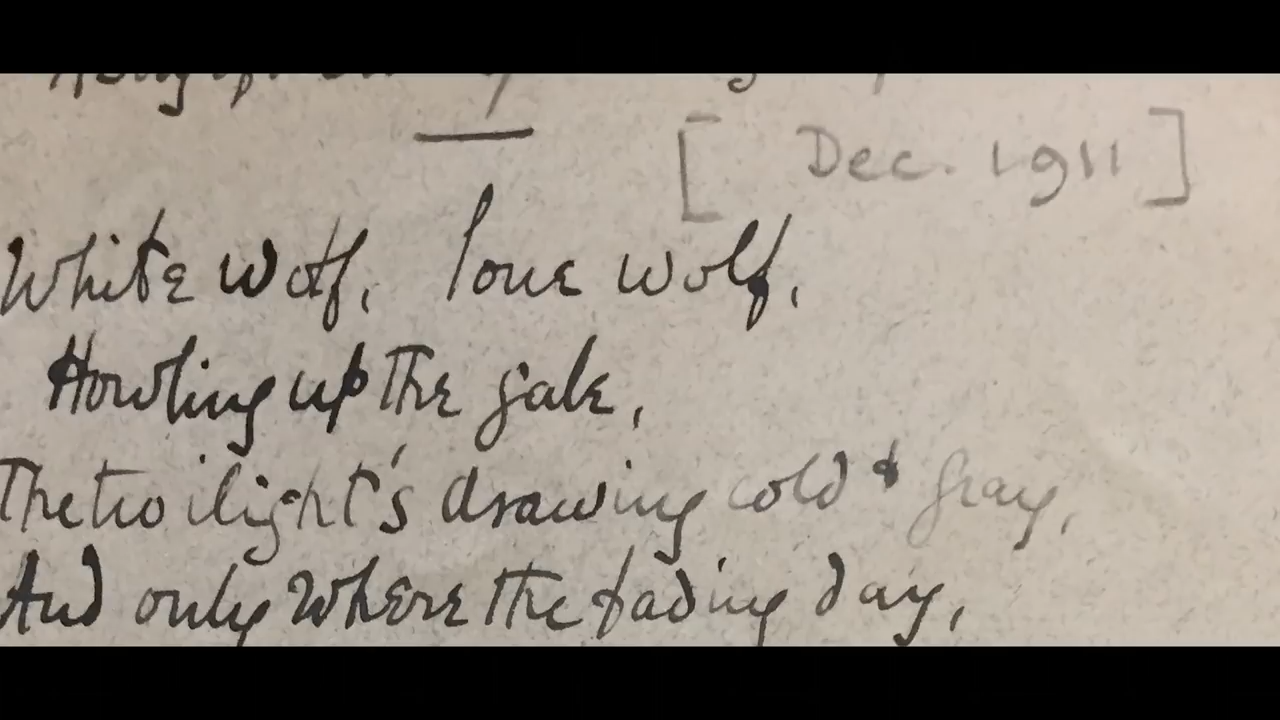 [ Dec. 1911 ]
White wolf, lone wolf,
Howling up the gale,
The twilight's drawing cold & gray,
And only where the fading day,